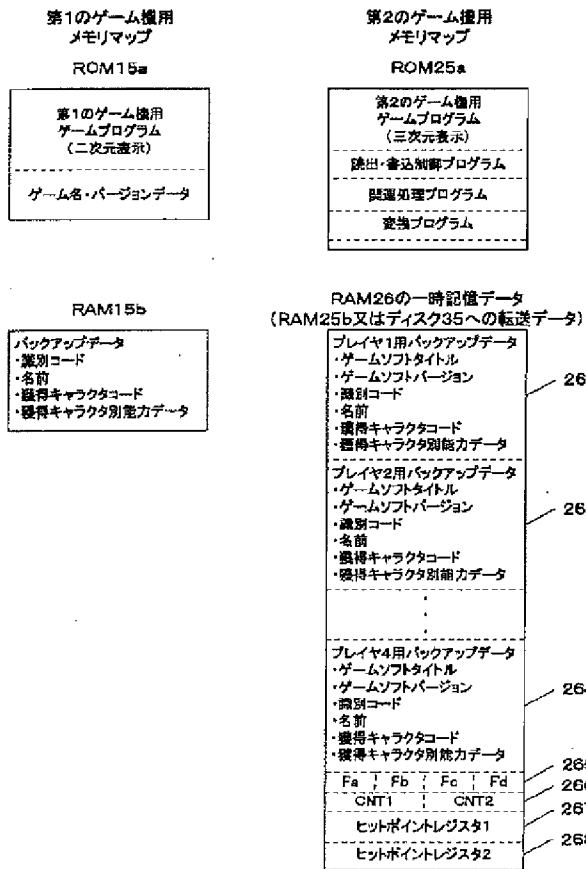 第1のゲーム機用
メモリマップ
ROM15a
第1のゲーム機用
ゲームプログラム
(二次元表示)
ゲーム名・バージョンデータ
第2のゲーム機用
メモリマップ
ROM25a
第2のゲーム機用
ゲームプログラム
(三次元表示)
読出・書込制御プログラム
関連処理プログラム
変換プログラム
RAM15b
バックアップデータ
・識別コード
・名前
・獲得キャラクタコード
・獲得キャラクタ別能力データ
RAM26の一時記憶データ
(RAM25b又はディスク35への転送データ)
プレイヤ1用バックアップデータ
・ゲームソフトタイトル
・ゲームソフトバージョン
・識別コード
・名前
・獲得キャラクタコード
・獲得キャラクタ別能力データ
26
プレイヤ2用バックアップデータ
・ゲームソフトタイトル
・ゲームソフトバージョン
・識別コード
・名前
・獲得キャラクタコード
・獲得キャラクタ別能力データ
26
プレイヤ4用バックアップデータ
・ゲームソフトタイトル
・ゲームソフトバージョン
・識別コード
・名前
・獲得キャラクタコード
・獲得キャラクタ別能力データ
26
Fa Fb Fc Fd 265
CNT1 CNT2 266
ヒットポイントレジスタ1 267
ヒットポイントレジスタ2 268